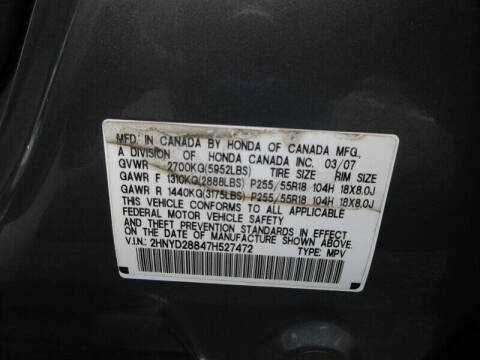 MFD. IN CANADA BY HONDA OF CANADA MFG.,
A DIVISION OF HONDA CANADA INC. 03/07
GVWR 2700KG(5952LBS) TIRE SIZE RIM SIZE
GAWR F 1310KG(2888LBS) P255/55R18 104H 18X8.0J
GAWR R 1440KG(3175LBS) P255/55R18 104H 18X8.0J
THIS VEHICLE CONFORMS TO ALL APPLICABLE
FEDERAL MOTOR VEHICLE SAFETY
AND THEFT PREVENTION STANDARDS IN EFFECT
ON THE DATE OF MANUFACTURE SHOWN ABOVE.
V.I.N.: 2HNYD28847H527472 TYPE: MPV